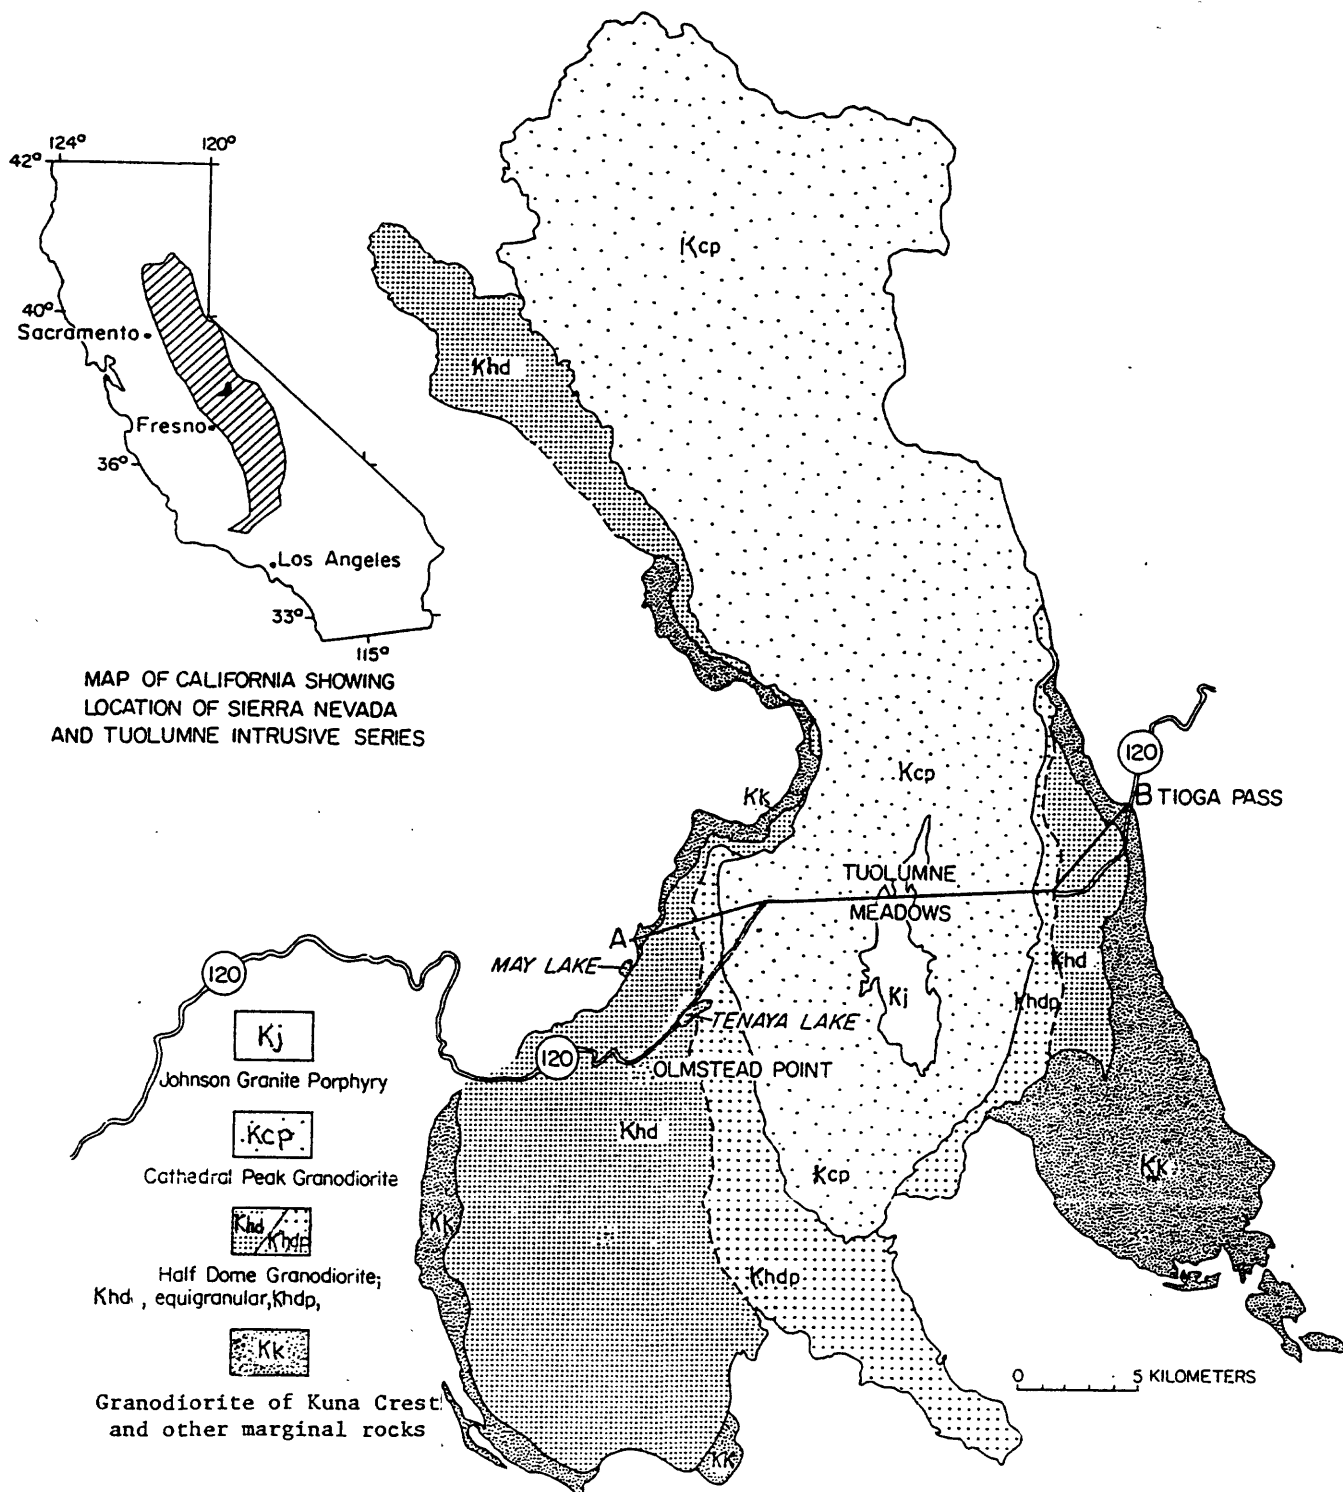 124°
120°
42°
40°
Sacramento
Fresno
36°
Los Angeles
33°
115°
MAP OF CALIFORNIA SHOWING
LOCATION OF SIERRA NEVADA
AND TUOLUMNE INTRUSIVE SERIES
Kcp
Khd
Kcp
120
B TIOGA PASS
Kk
TUOLUMNE
MEADOWS
A
MAY LAKE
Khd
120
Kj
Khdp
TENAYA LAKE
120
OLMSTEAD POINT
Khd
Kcp
Kk
Kk
Khdp
Kk
0 5 KILOMETERS
Kj
Johnson Granite Porphyry
Kcp
Cathedral Peak Granodiorite
Khd
Khdp
Half Dome Granodiorite;
Khd, equigranular, Khdp,
Kk
Granodiorite of Kuna Crest
and other marginal rocks